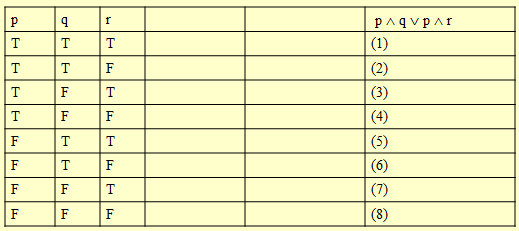 p q r p ∧ q ∨ p ∧ r
T T T (1)
T T F (2)
T F T (3)
T F F (4)
F T T (5)
F T F (6)
F F T (7)
F F F (8)